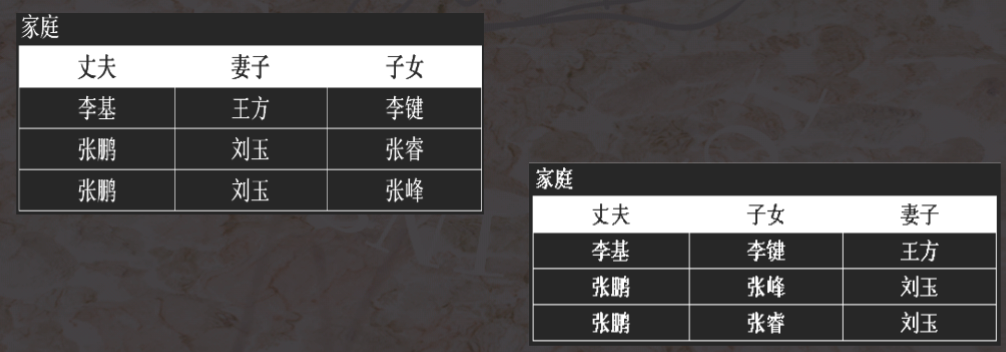 家庭
丈夫 妻子 子女
李基 王方 李键
张鹏 刘玉 张睿
张鹏 刘玉 张峰
家庭
丈夫 子女 妻子
李基 李键 王方
张鹏 张峰 刘玉
张鹏 张睿 刘玉